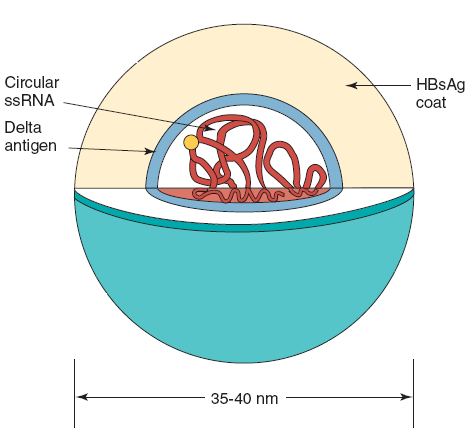 Circular
ssRNA
Delta
antigen
HBsAg
coat
35-40 nm